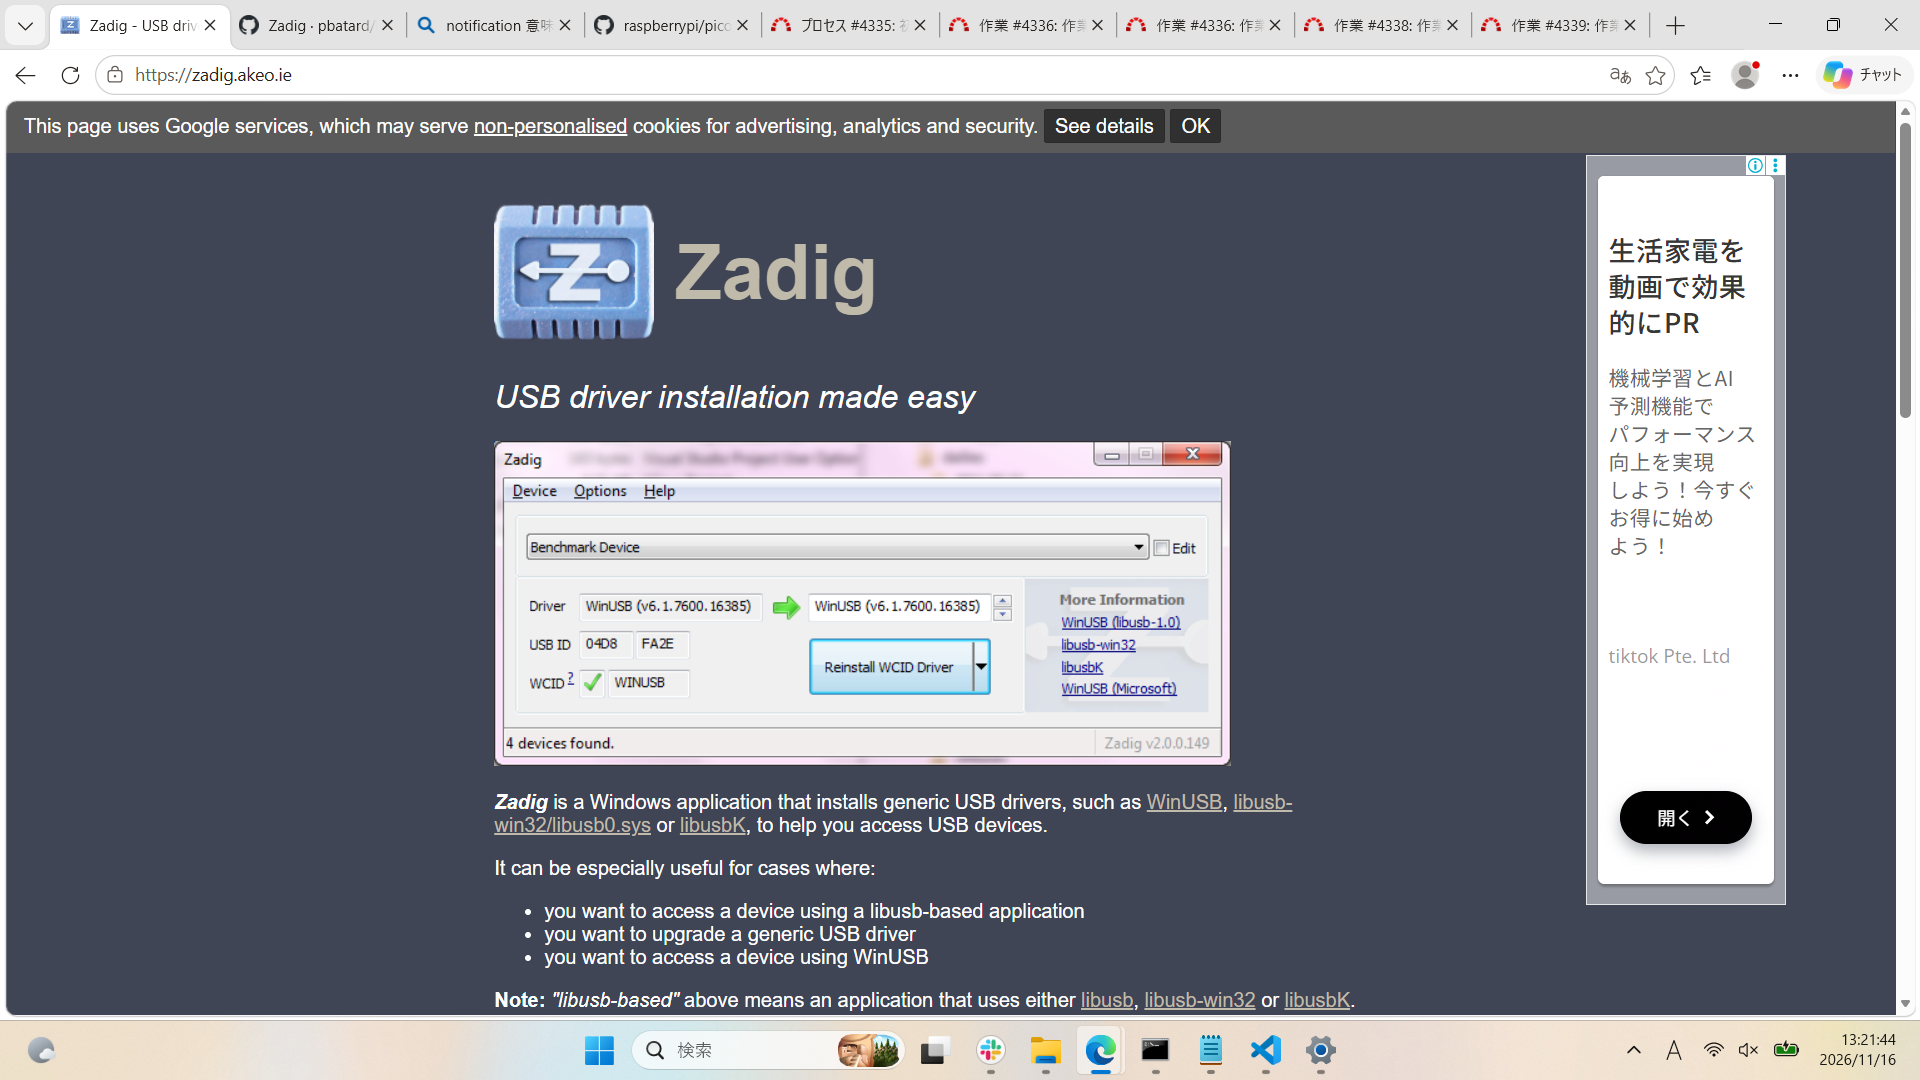 Zadig - USB driv
Zadig · pbatard/
notification 意味
raspberrypi/pico
プロセス #4335: 初
作業 #4336: 作業
作業 #4336: 作業
作業 #4338: 作業
作業 #4339: 作業
https://zadig.akeo.ie
チャット
This page uses Google services, which may serve non-personalised cookies for advertising, analytics and security. See details OK
Zadig
USB driver installation made easy
Zadig
Device Options Help
Benchmark Device
Edit
Driver WinUSB (v6.1.7600.16385) WinUSB (v6.1.7600.16385)
USB ID 04D8 FA2E
WCID ? WINUSB
Reinstall WCID Driver
More Information
WinUSB (libusb-1.0)
libusb-win32
libusbK
WinUSB (Microsoft)
4 devices found.
Zadig v2.0.0.149
Zadig is a Windows application that installs generic USB drivers, such as WinUSB, libusb-
win32/libusb0.sys or libusbK, to help you access USB devices.
It can be especially useful for cases where:
• you want to access a device using a libusb-based application
• you want to upgrade a generic USB driver
• you want to access a device using WinUSB
Note: "libusb-based" above means an application that uses either libusb, libusb-win32 or libusbK.
生活家電を
動画で効果
的にPR
機械学習とAI
予測機能で
パフォーマンス
向上を実現
しよう！今すぐ
お得に始め
よう！
tiktok Pte. Ltd
開く
検索
A
13:21:44
2026/11/16